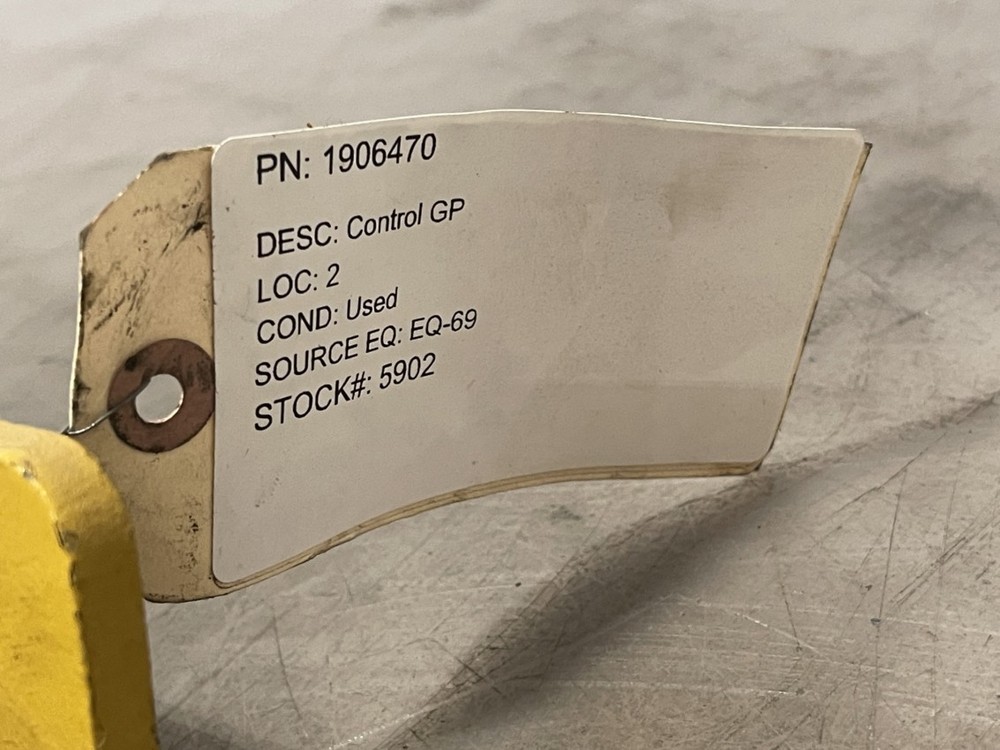 PN: 1906470
DESC: Control GP
LOC: 2
COND: Used
SOURCE EQ: EQ-69
STOCK#: 5902